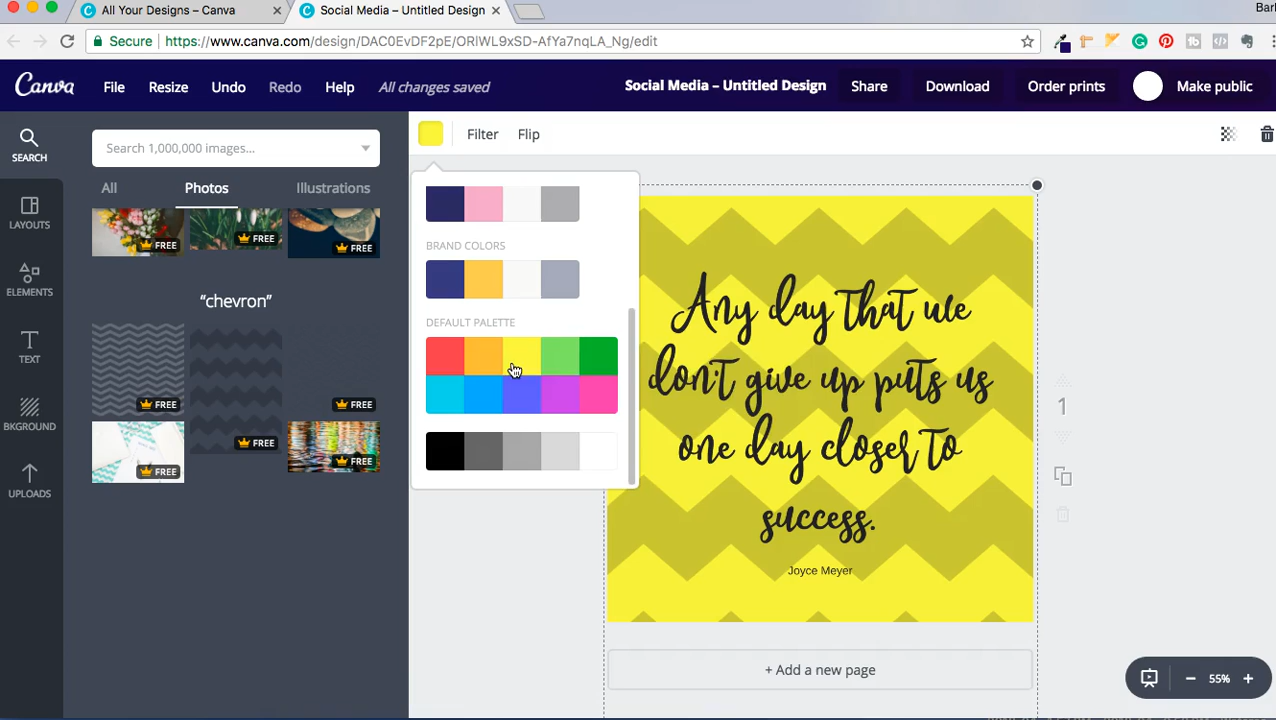 All Your Designs – Canva
Social Media – Untitled Design
Barl
Secure
https://www.canva.com/design/DAC0EvDF2pE/ORlWL9xSD-AfYa7nqLA_Ng/edit
Canva
File
Resize
Undo
Redo
Help
All changes saved
Social Media – Untitled Design
Share
Download
Order prints
Make public
SEARCH
Search 1,000,000 images...
Filter
Flip
All
Photos
Illustrations
LAYOUTS
FREE
FREE
FREE
BRAND COLORS
ELEMENTS
"chevron"
DEFAULT PALETTE
TEXT
FREE
FREE
BKGROUND
FREE
FREE
FREE
UPLOADS
Any day that we
don't give up puts us
one day closer to
success.
Joyce Meyer
1
+ Add a new page
55%